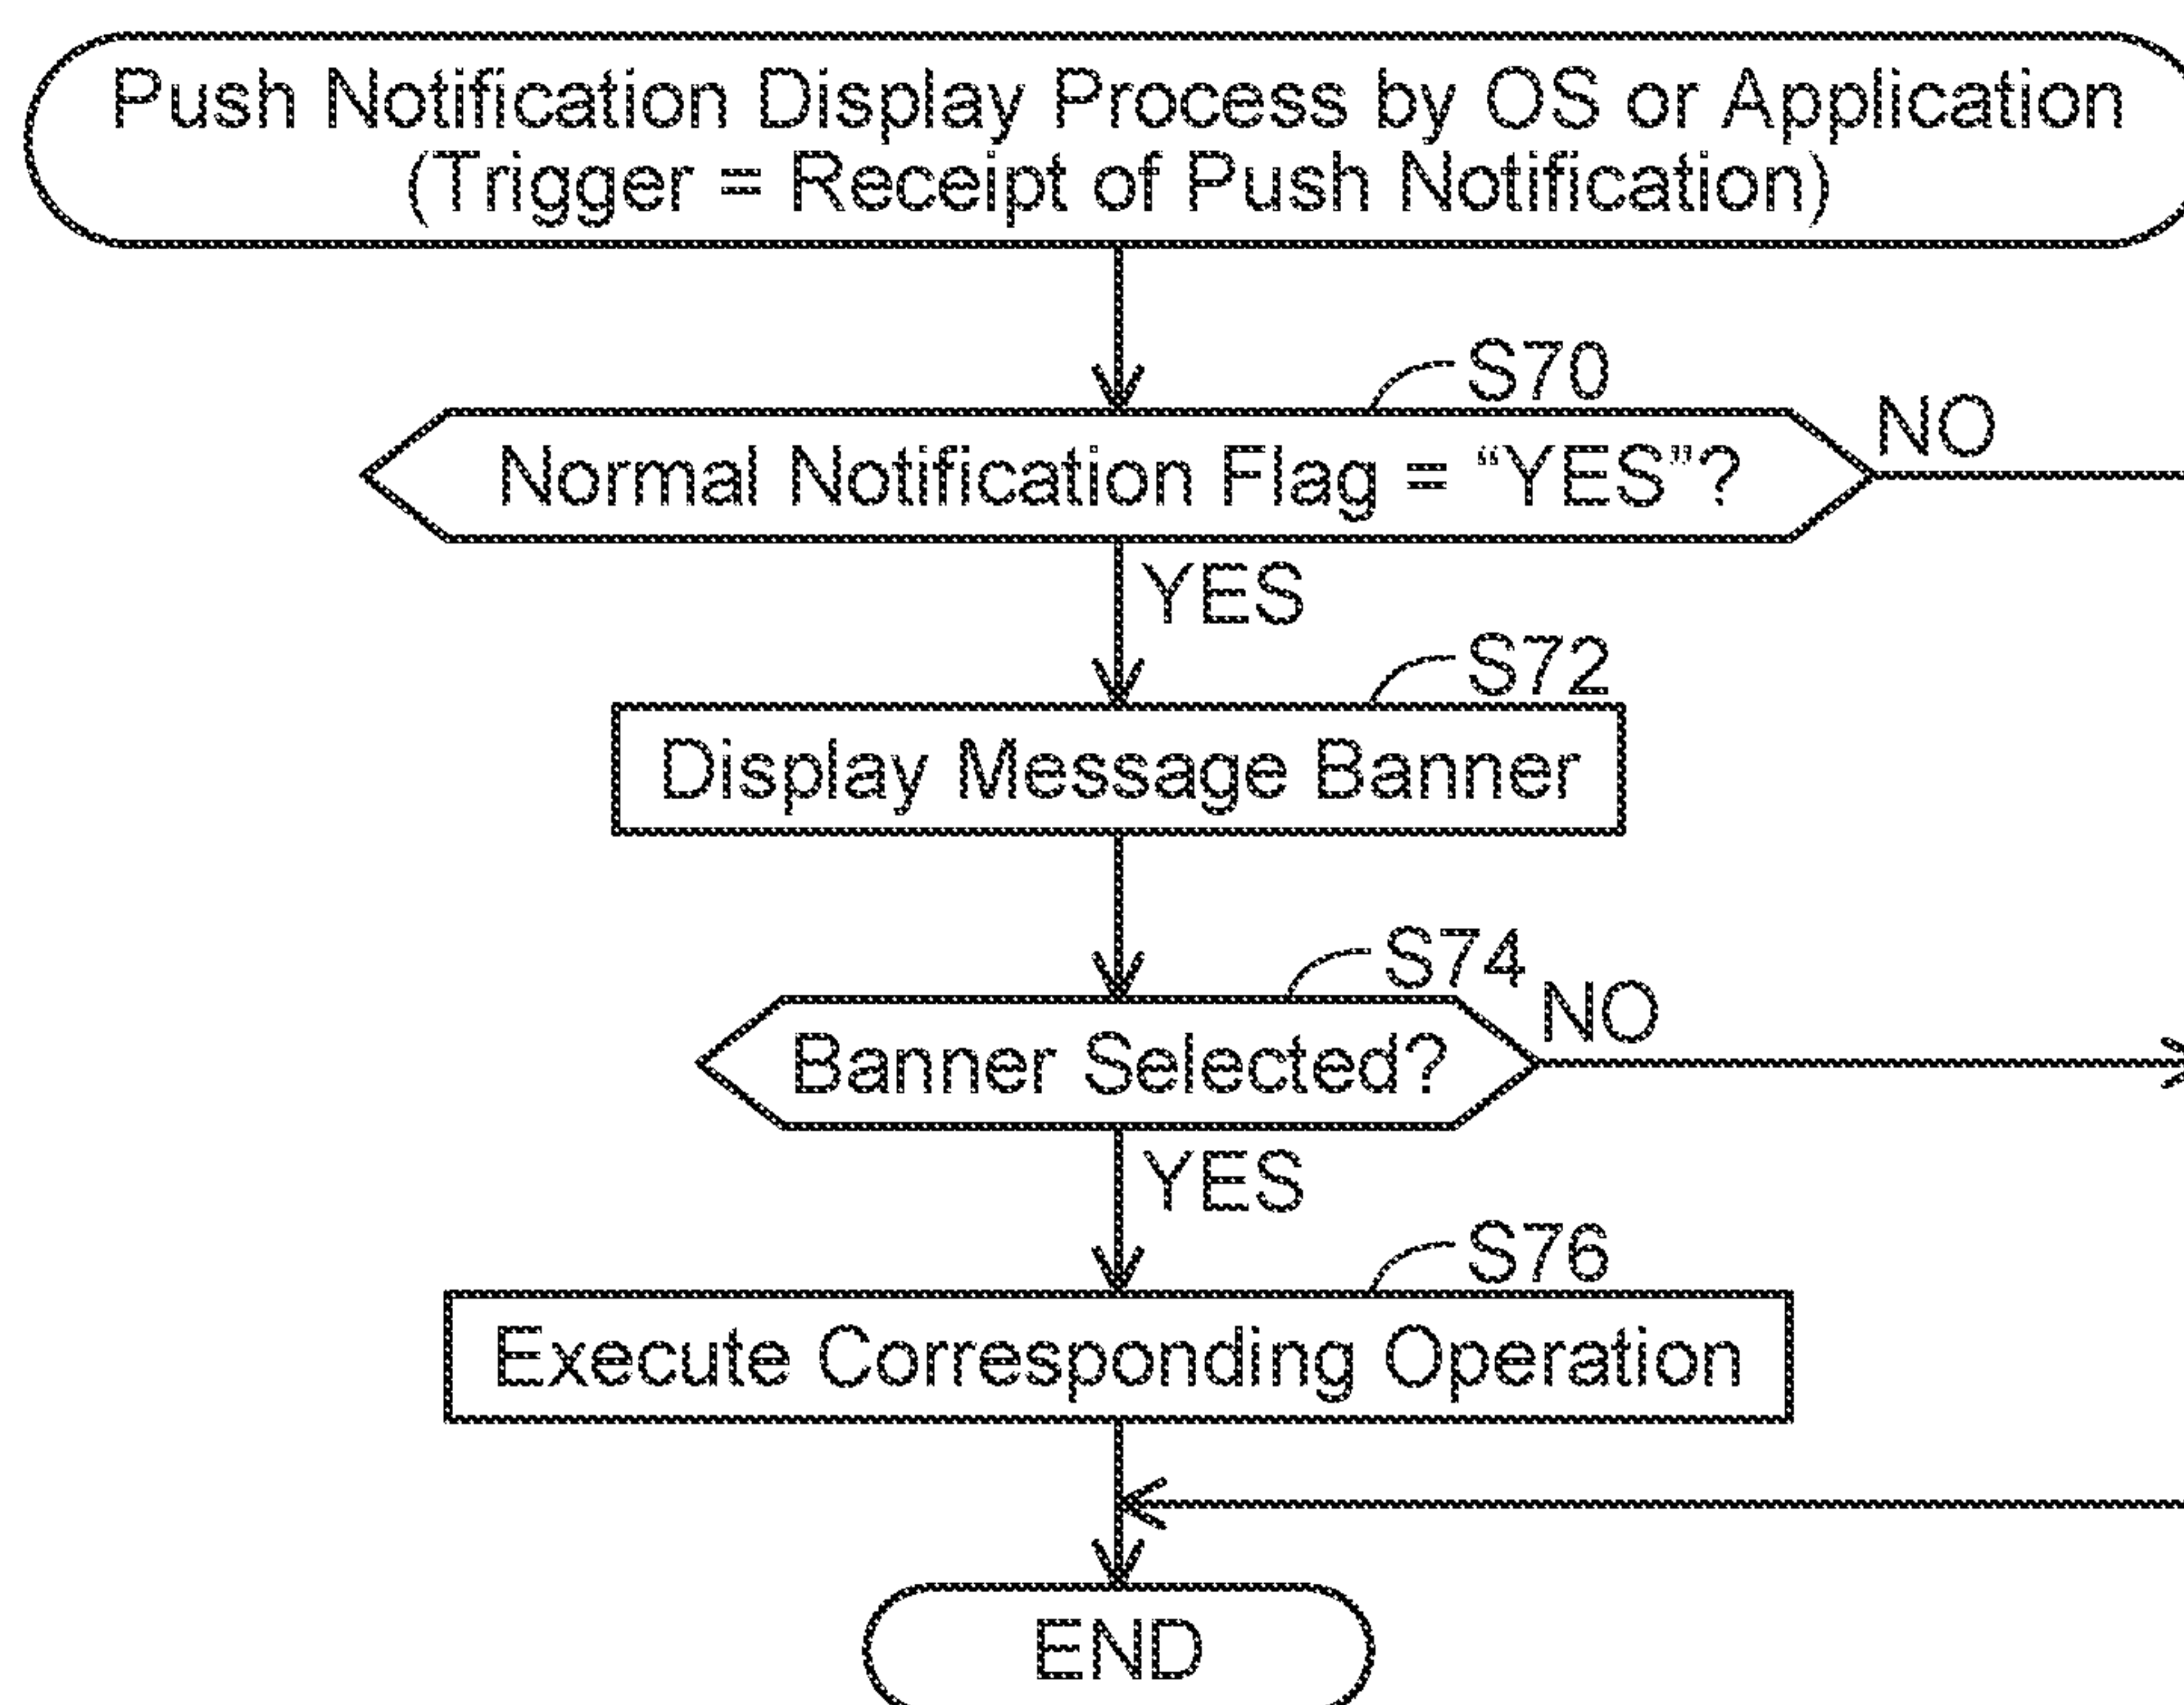 Push Notification Display Process by OS or Application
(Trigger = Receipt of Push Notification)
S70
Normal Notification Flag = “YES”?
NO
YES
S72
Display Message Banner
S74
Banner Selected?
NO
YES
S76
Execute Corresponding Operation
END